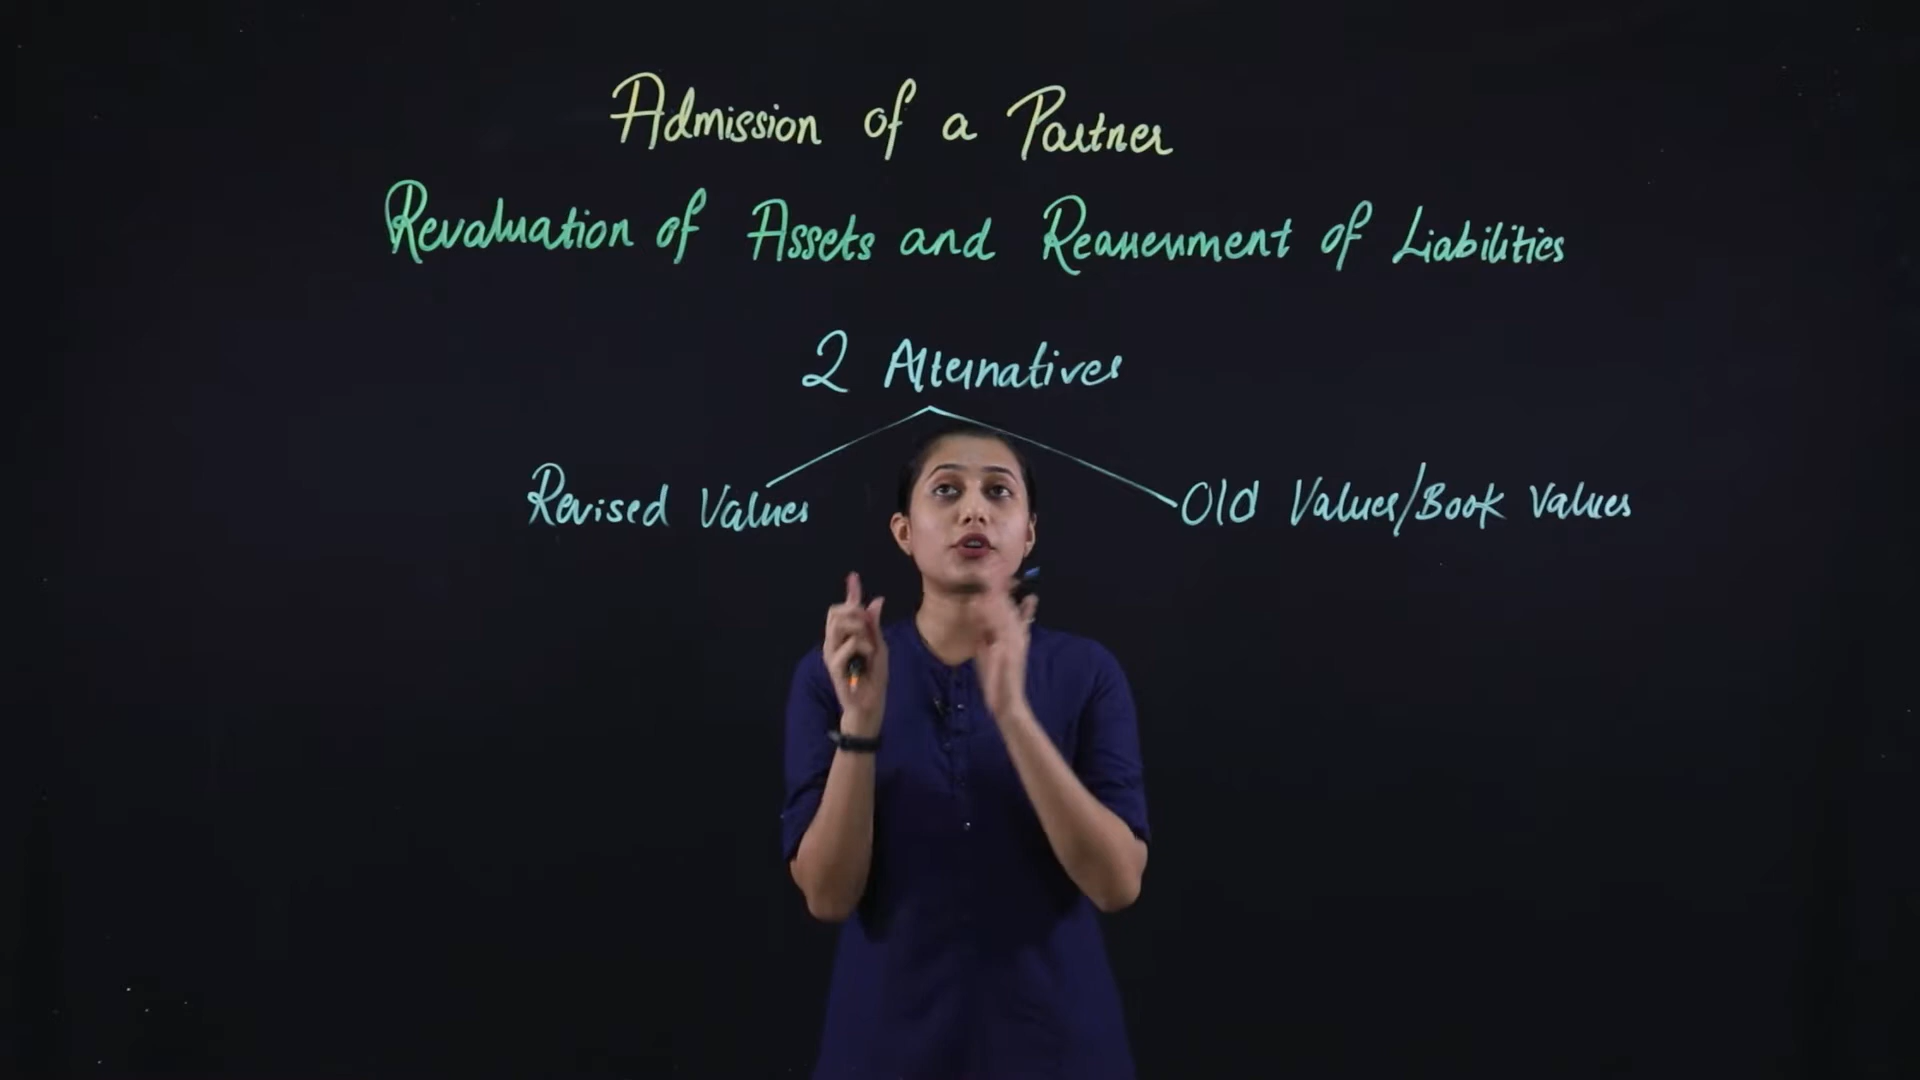 Admission of a Partner
Revaluation of Assets and Reassessment of Liabilities
2 Alternatives
Revised Values
Old Values/Book Values